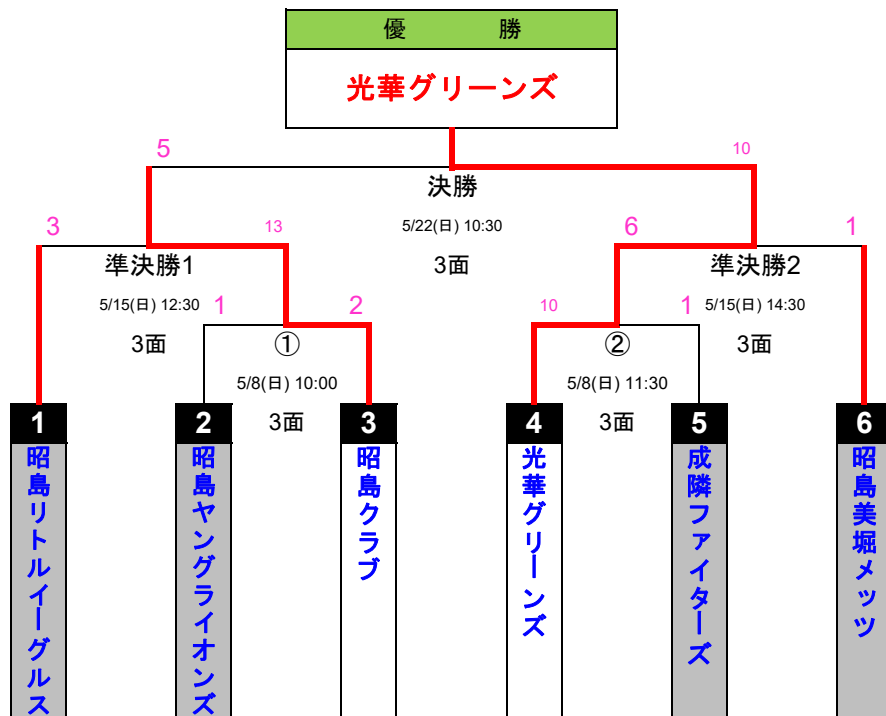 優 勝
光華グリーンズ
5 10
決勝
3 13 5/22(日) 10:30 6 1
準決勝1 3面 準決勝2
5/15(日) 12:30 1 2 10 1 5/15(日) 14:30
3面 ① ② 3面
5/8(日) 10:00 5/8(日) 11:30
1 2 3面 3 4 3面 5 6
昭島リトルイーグルス
昭島ヤングライオンズ
昭島クラブ
光華グリーンズ
成隣ファイターズ
昭島美堀メッツ